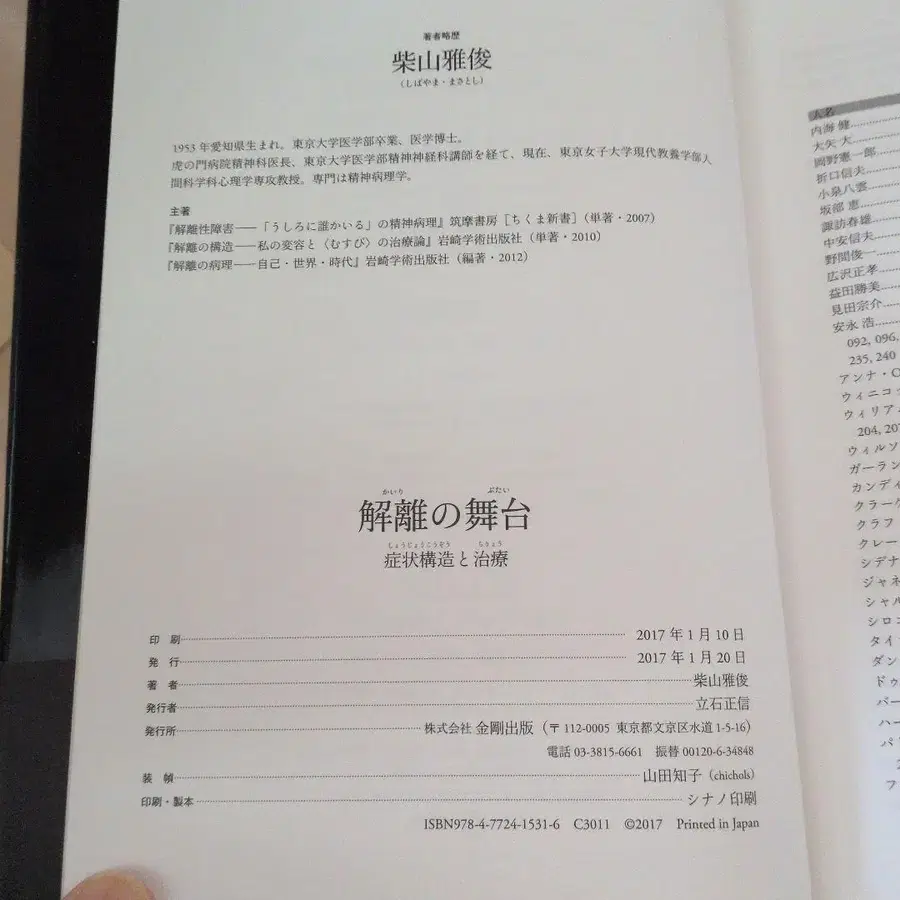 著者略歴
柴山雅俊
（しばやま・まさとし）
1953年愛知県生まれ。東京大学医学部卒業、医学博士。
虎の門病院精神科医長、東京大学医学部精神神経科講師を経て、現在、東京女子大学現代教養学部人
間科学科心理学専攻教授。専門は精神病理学。
主著
『解離性障害──「うしろに誰かいる」の精神病理』筑摩書房［ちくま新書］（単著・2007）
『解離の構造──私の変容と〈むすび〉の治療論』岩崎学術出版社（単著・2010）
『解離の病理──自己・世界・時代』岩崎学術出版社（編著・2012）
かいり ぶたい
解離の舞台
しょうじょうこうぞう ちりょう
症状構造と治療
印 刷 2017年1月10日
発 行 2017年1月20日
著 者 柴山雅俊
発行者 立石正信
発行所 株式会社 金剛出版（〒112-0005 東京都文京区水道1-5-16）
電話 03-3815-6661 振替 00120-6-34848
装 幀 山田知子（chichols）
印刷・製本 シナノ印刷
ISBN978-4-7724-1531-6 C3011 ©2017 Printed in Japan
人名
内海 健
大矢 大
岡野憲一郎
折口信夫
小泉八雲
坂部 恵
諏訪春雄
中安信夫
野間俊一
広沢正孝
益田勝美
見田宗介
安永 浩
092, 096,
235, 240
アンナ・O
ウィニコッ
ウィリア
204, 207
ウィルソ
ガーラン
カンディ
クラーク
クラフ
クレー
シデナ
ジャネ
シャル
シロコ
タイ
ダン
ドゥ
バー
ハー
パ
フ